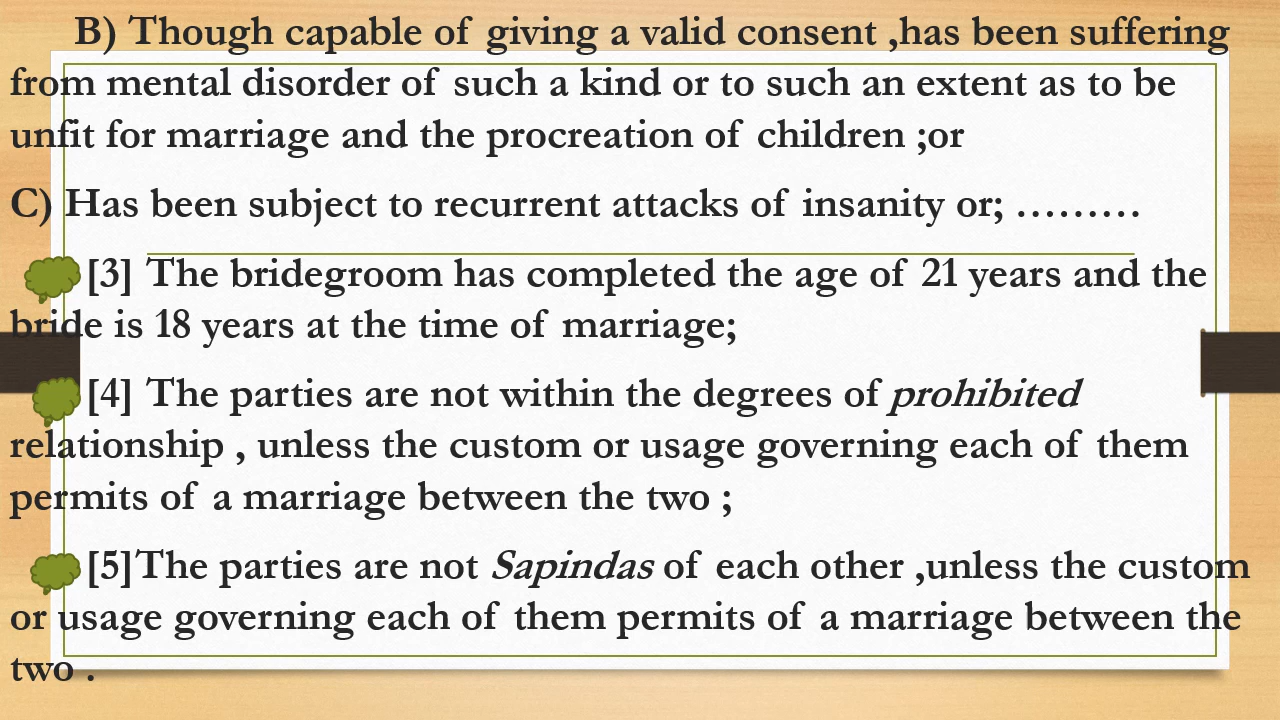 B) Though capable of giving a valid consent ,has been suffering
from mental disorder of such a kind or to such an extent as to be
unfit for marriage and the procreation of children ;or
C) Has been subject to recurrent attacks of insanity or; ………
[3] The bridegroom has completed the age of 21 years and the
bride is 18 years at the time of marriage;
[4] The parties are not within the degrees of prohibited
relationship , unless the custom or usage governing each of them
permits of a marriage between the two ;
[5]The parties are not Sapindas of each other ,unless the custom
or usage governing each of them permits of a marriage between the
two .